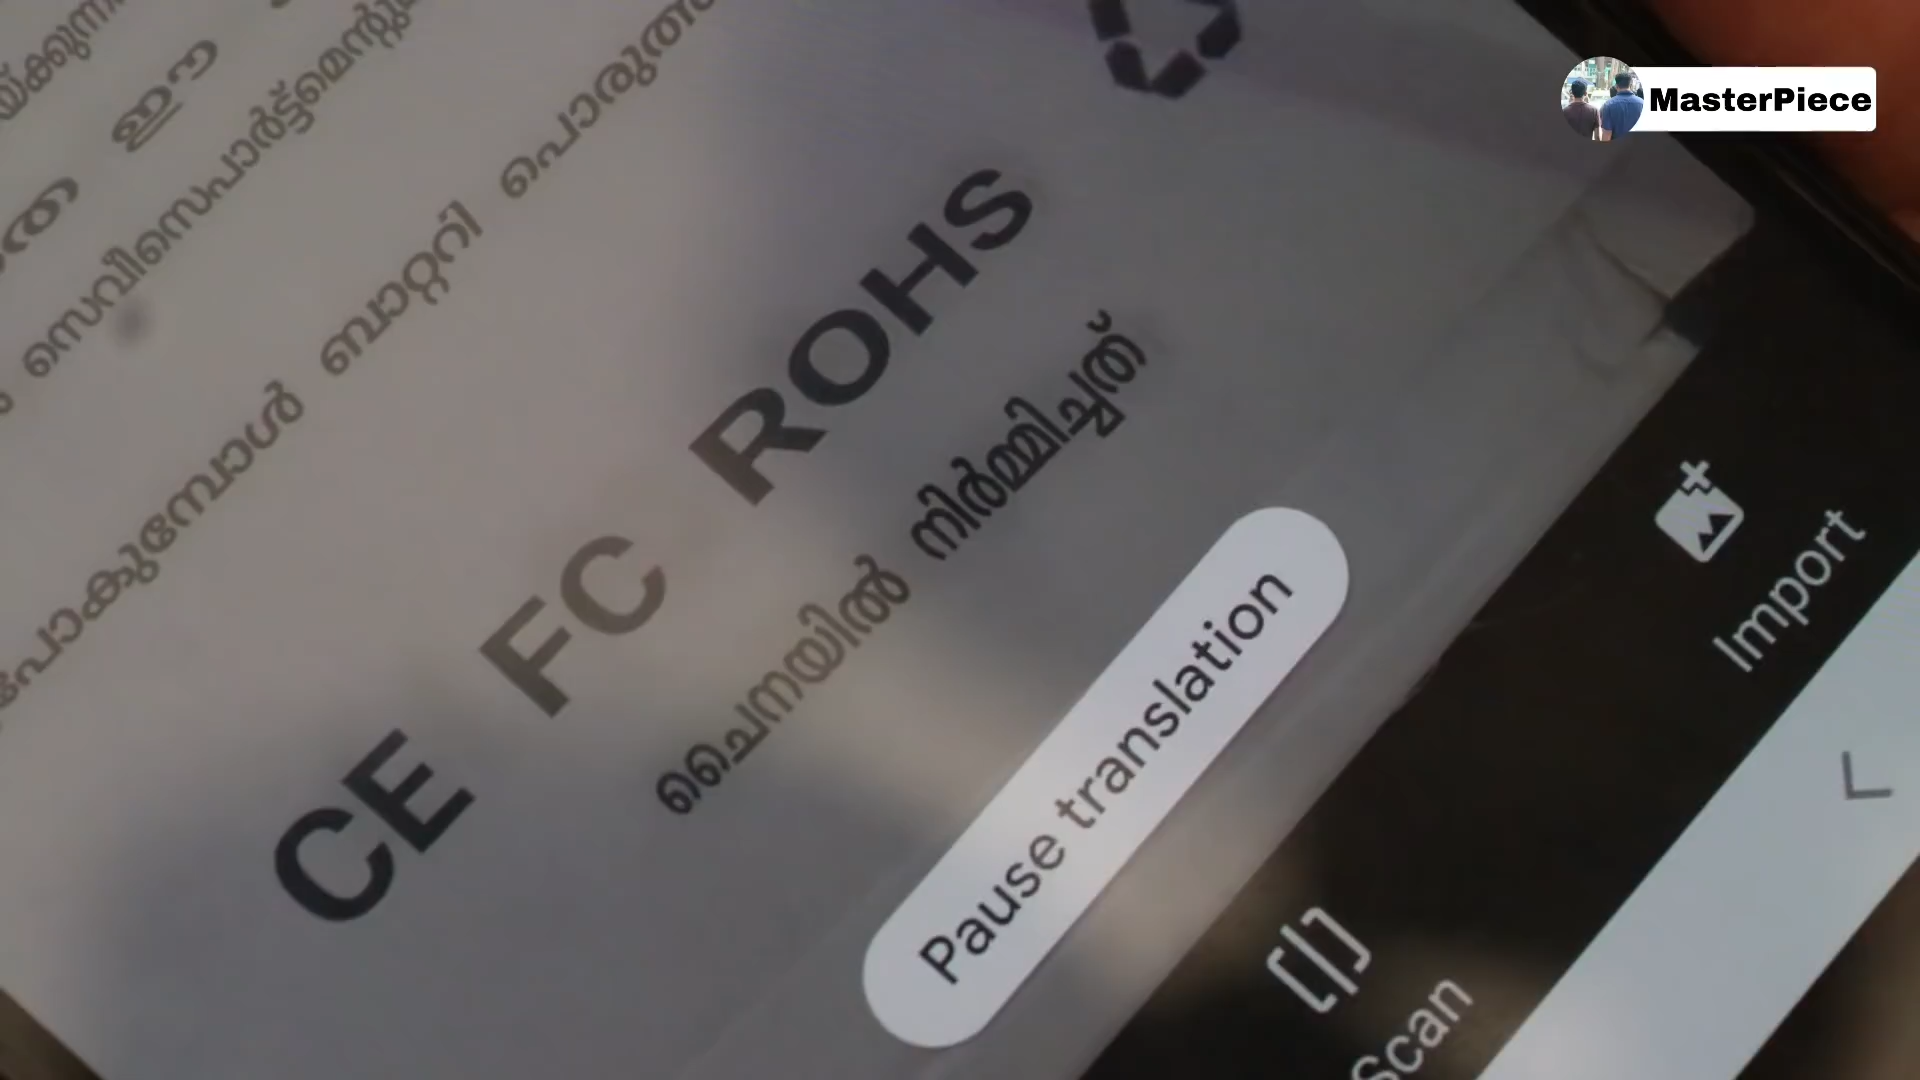 ഈ
സെവീസെപാർട്ട്മെന്റു
പോകുമ്പോൾ ബാറ്ററി
CE FC ROHS
ചൈനയിൽ നിർമ്മിച്ചത്
Pause translation
Import
Scan
MasterPiece